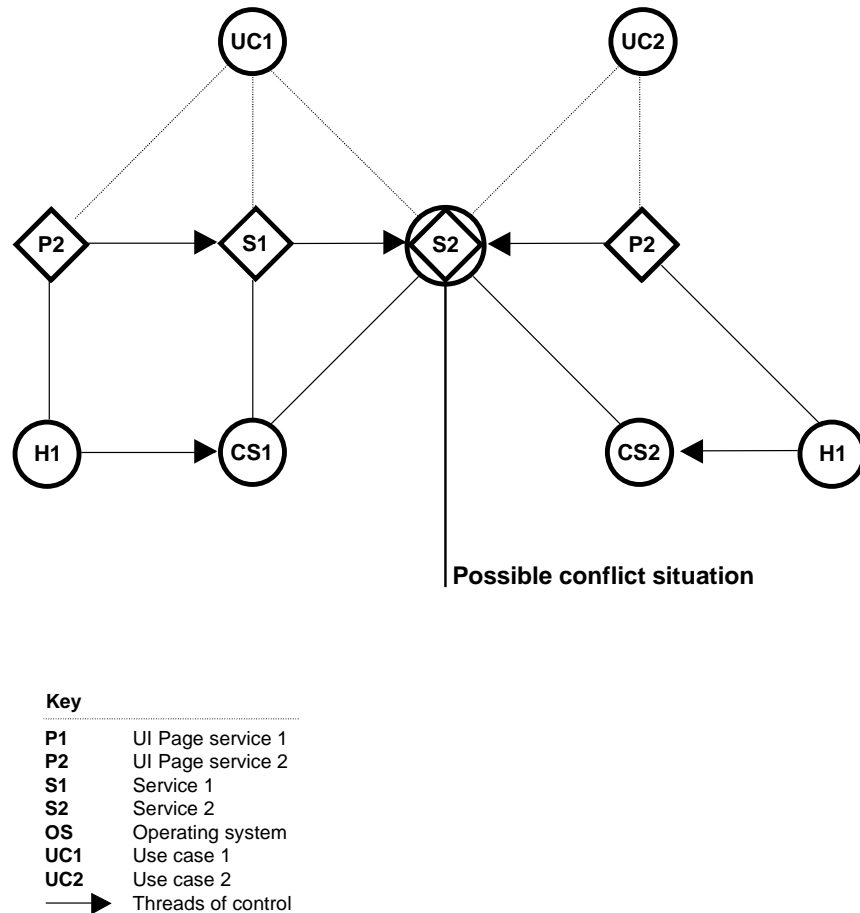 UC1 UC2
P2 S1 S2 P2
H1 CS1 CS2 H1
Possible conflict situation
Key
P1 UI Page service 1
P2 UI Page service 2
S1 Service 1
S2 Service 2
OS Operating system
UC1 Use case 1
UC2 Use case 2
Threads of control